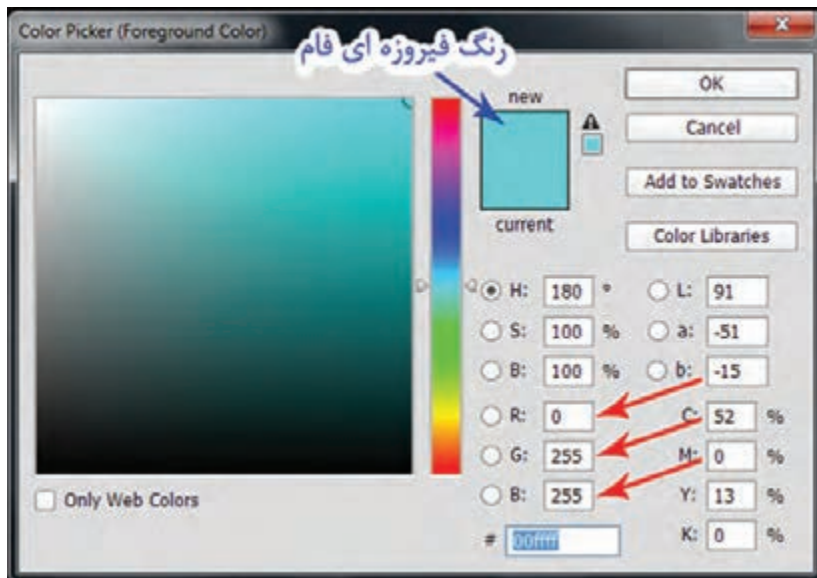 Color Picker (Foreground Color)
رنگ فیروزه ای فام
new
current
OK
Cancel
Add to Swatches
Color Libraries
H: 180 °
S: 100 %
B: 100 %
R: 0
G: 255
B: 255
# 00ffff
L: 91
a: -51
b: -15
C: 52 %
M: 0 %
Y: 13 %
K: 0 %
Only Web Colors